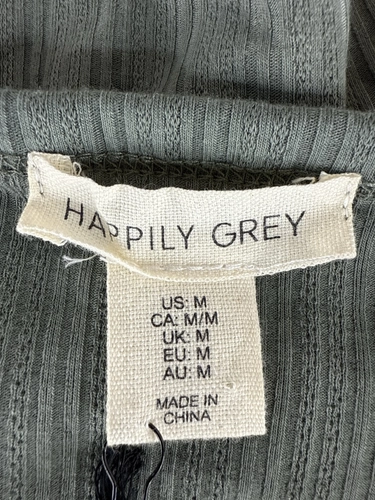 HAPPILY GREY
US: M
CA: M/M
UK: M
EU: M
AU: M
MADE IN
CHINA